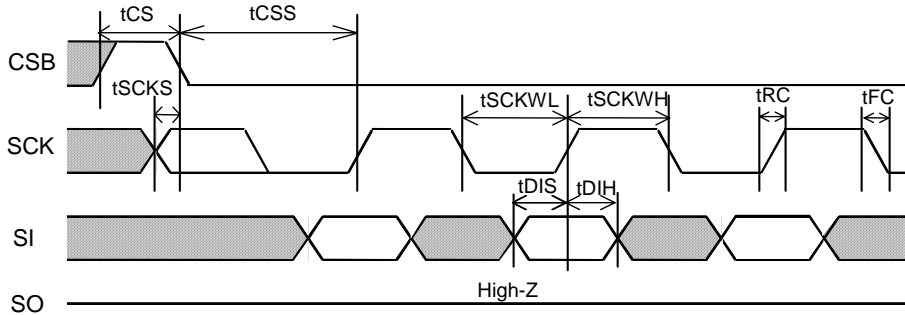 tCS tCSS
CSB
tSCKS tSCKWL tSCKWH tRC tFC
SCK
tDIS tDIH
SI
High-Z
SO